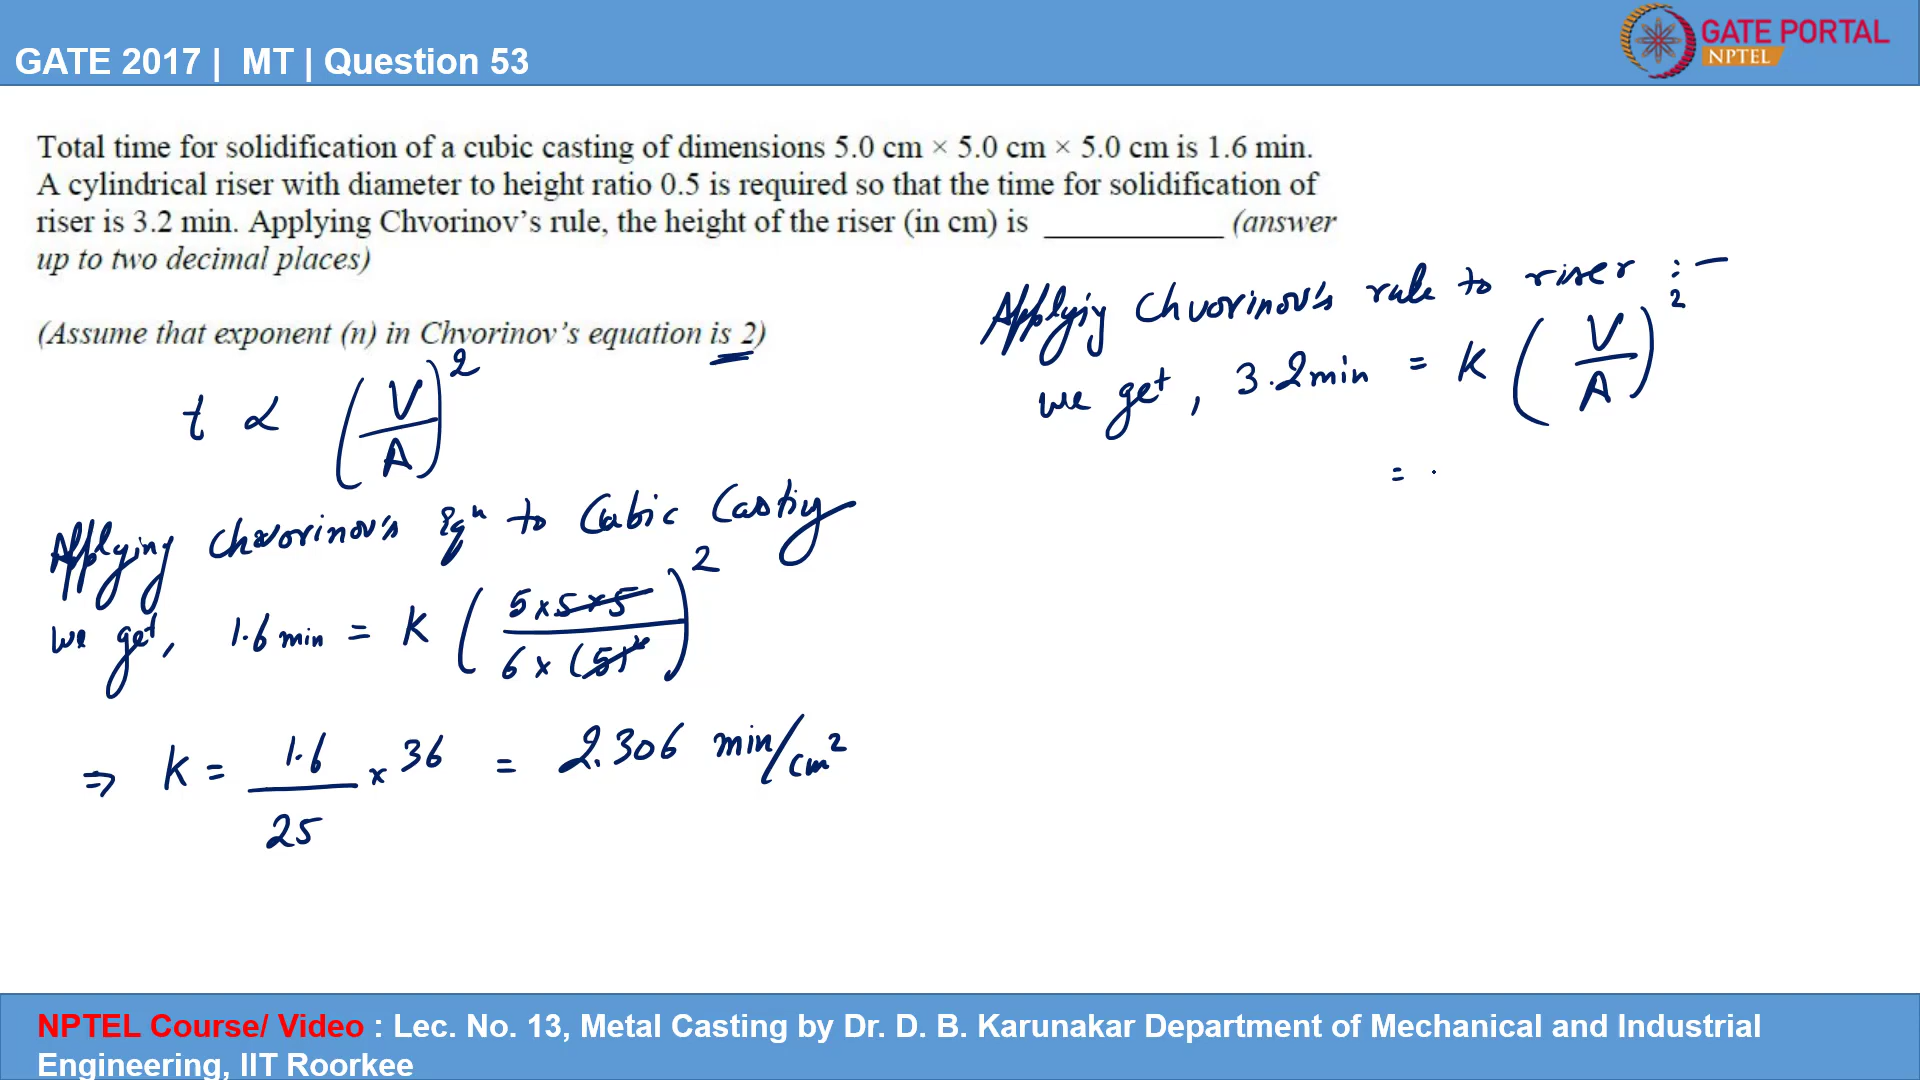 GATE 2017 | MT | Question 53
GATE PORTAL
NPTEL
Total time for solidification of a cubic casting of dimensions 5.0 cm × 5.0 cm × 5.0 cm is 1.6 min.
A cylindrical riser with diameter to height ratio 0.5 is required so that the time for solidification of
riser is 3.2 min. Applying Chvorinov's rule, the height of the riser (in cm) is ____________ (answer
up to two decimal places)
(Assume that exponent (n) in Chvorinov's equation is 2)
t ∝ (V/A)²
Applying Chvorinov's Eqⁿ to Cubic Casting
we get, 1.6 min = K (5×5×5 / 6×(5)²)²
⇒ K = 1.6/25 × 36 = 2.306 min/cm²
Applyig Chvorinov's rule to riser :-
we get, 3.2 min = K (V/A)²
= .
NPTEL Course/ Video : Lec. No. 13, Metal Casting by Dr. D. B. Karunakar Department of Mechanical and Industrial
Engineering, IIT Roorkee